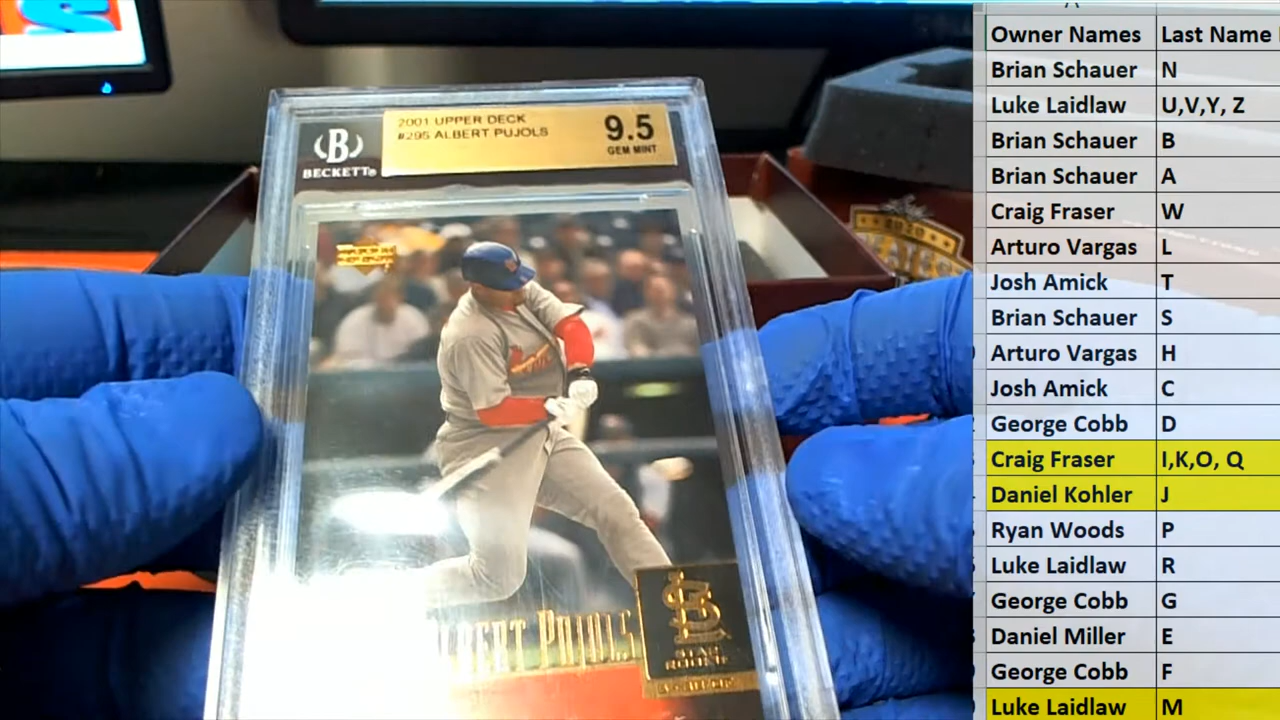 2001 UPPER DECK
#295 ALBERT PUJOLS
9.5
GEM MINT
B
BECKETT®
2020
ALBERT PUJOLS
STAR
ROOKIE
Owner Names Last Name
Brian Schauer N
Luke Laidlaw U,V,Y, Z
Brian Schauer B
Brian Schauer A
Craig Fraser W
Arturo Vargas L
Josh Amick T
Brian Schauer S
Arturo Vargas H
Josh Amick C
George Cobb D
Craig Fraser I,K,O, Q
Daniel Kohler J
Ryan Woods P
Luke Laidlaw R
George Cobb G
Daniel Miller E
George Cobb F
Luke Laidlaw M